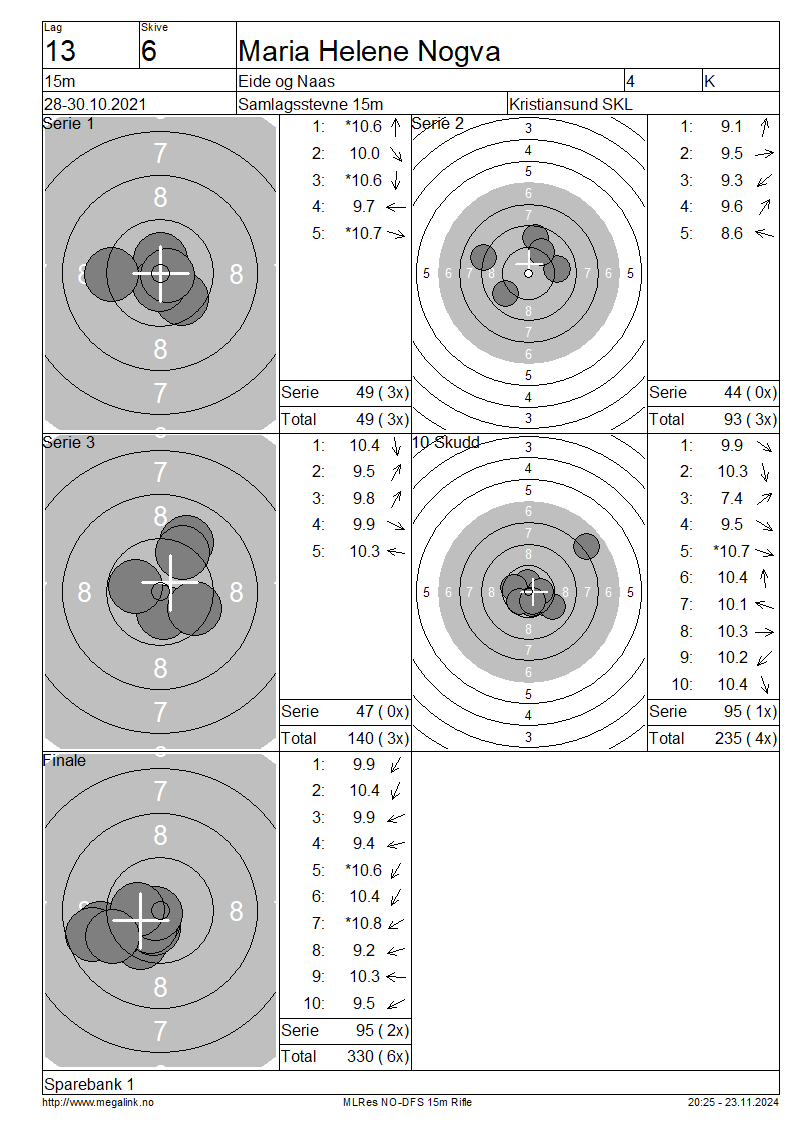 Lag
Skive
13
6
Maria Helene Nogva
15m
Eide og Naas
4
K
28-30.10.2021
Samlagsstevne 15m
Kristiansund SKL
Serie 1
7
8
8
8
8
7
1: *10.6
2: 10.0
3: *10.6
4: 9.7
5: *10.7
Serie 49 ( 3x)
Total 49 ( 3x)
Serie 2
3
4
5
6
7
5 6 7 7 6 5
8
7
6
5
4
3
1: 9.1
2: 9.5
3: 9.3
4: 9.6
5: 8.6
Serie 44 ( 0x)
Total 93 ( 3x)
Serie 3
7
8
8 8
8
7
1: 10.4
2: 9.5
3: 9.8
4: 9.9
5: 10.3
Serie 47 ( 0x)
Total 140 ( 3x)
10 Skudd
3
4
5
6
7
8
5 6 7 8 8 7 6 5
8
7
6
5
4
3
1: 9.9
2: 10.3
3: 7.4
4: 9.5
5: *10.7
6: 10.4
7: 10.1
8: 10.3
9: 10.2
10: 10.4
Serie 95 ( 1x)
Total 235 ( 4x)
Finale
7
8
8 8
8
7
1: 9.9
2: 10.4
3: 9.9
4: 9.4
5: *10.6
6: 10.4
7: *10.8
8: 9.2
9: 10.3
10: 9.5
Serie 95 ( 2x)
Total 330 ( 6x)
Sparebank 1
http://www.megalink.no
MLRes NO-DFS 15m Rifle
20:25 - 23.11.2024